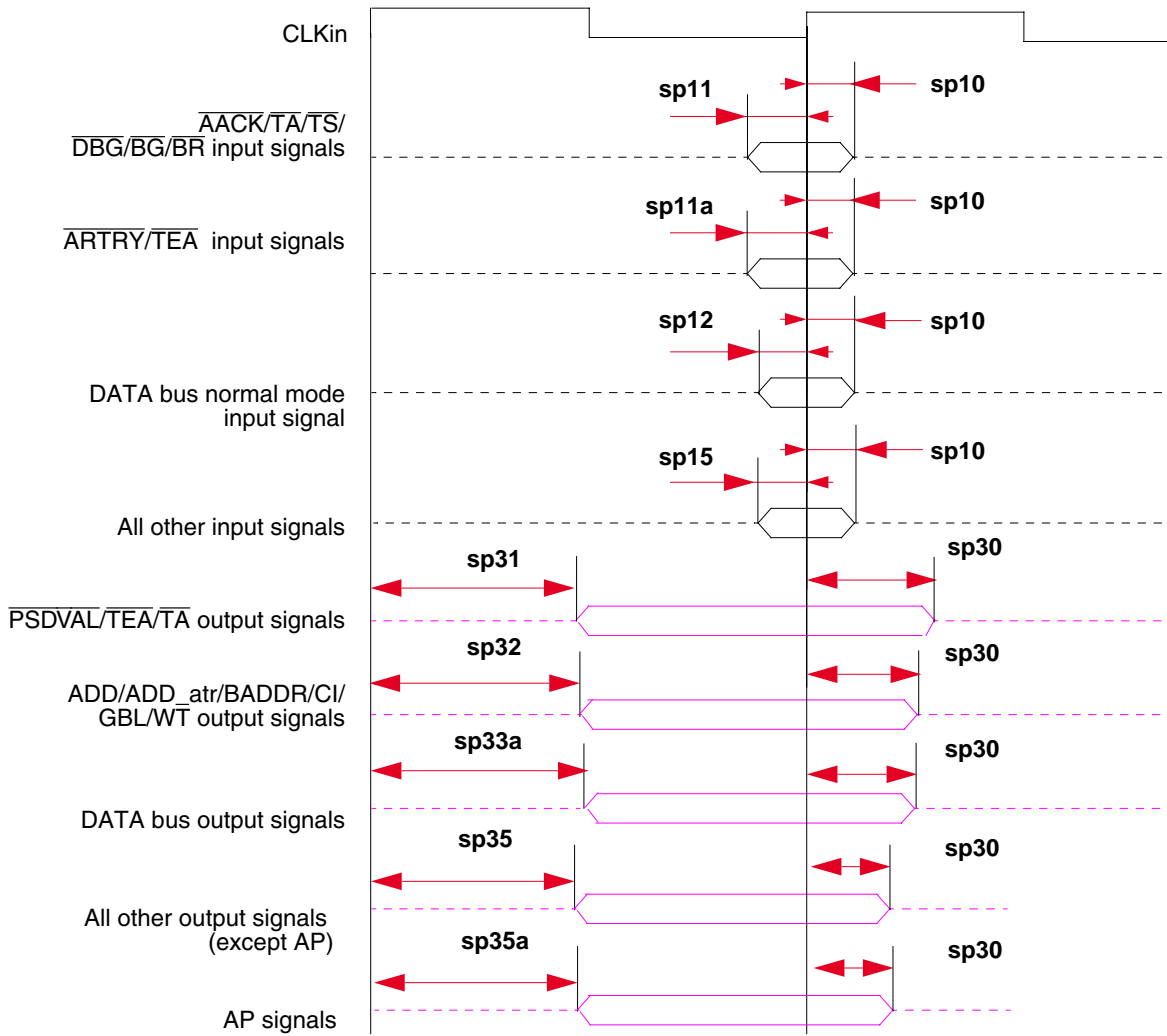 CLKin
sp11
sp10
AACK/TA/TS/
DBG/BG/BR input signals
sp11a
sp10
ARTRY/TEA input signals
sp12
sp10
DATA bus normal mode
input signal
sp15
sp10
All other input signals
sp31
sp30
PSDVAL/TEA/TA output signals
sp32
sp30
ADD/ADD_atr/BADDR/CI/
GBL/WT output signals
sp33a
sp30
DATA bus output signals
sp35
sp30
All other output signals
(except AP)
sp35a
sp30
AP signals